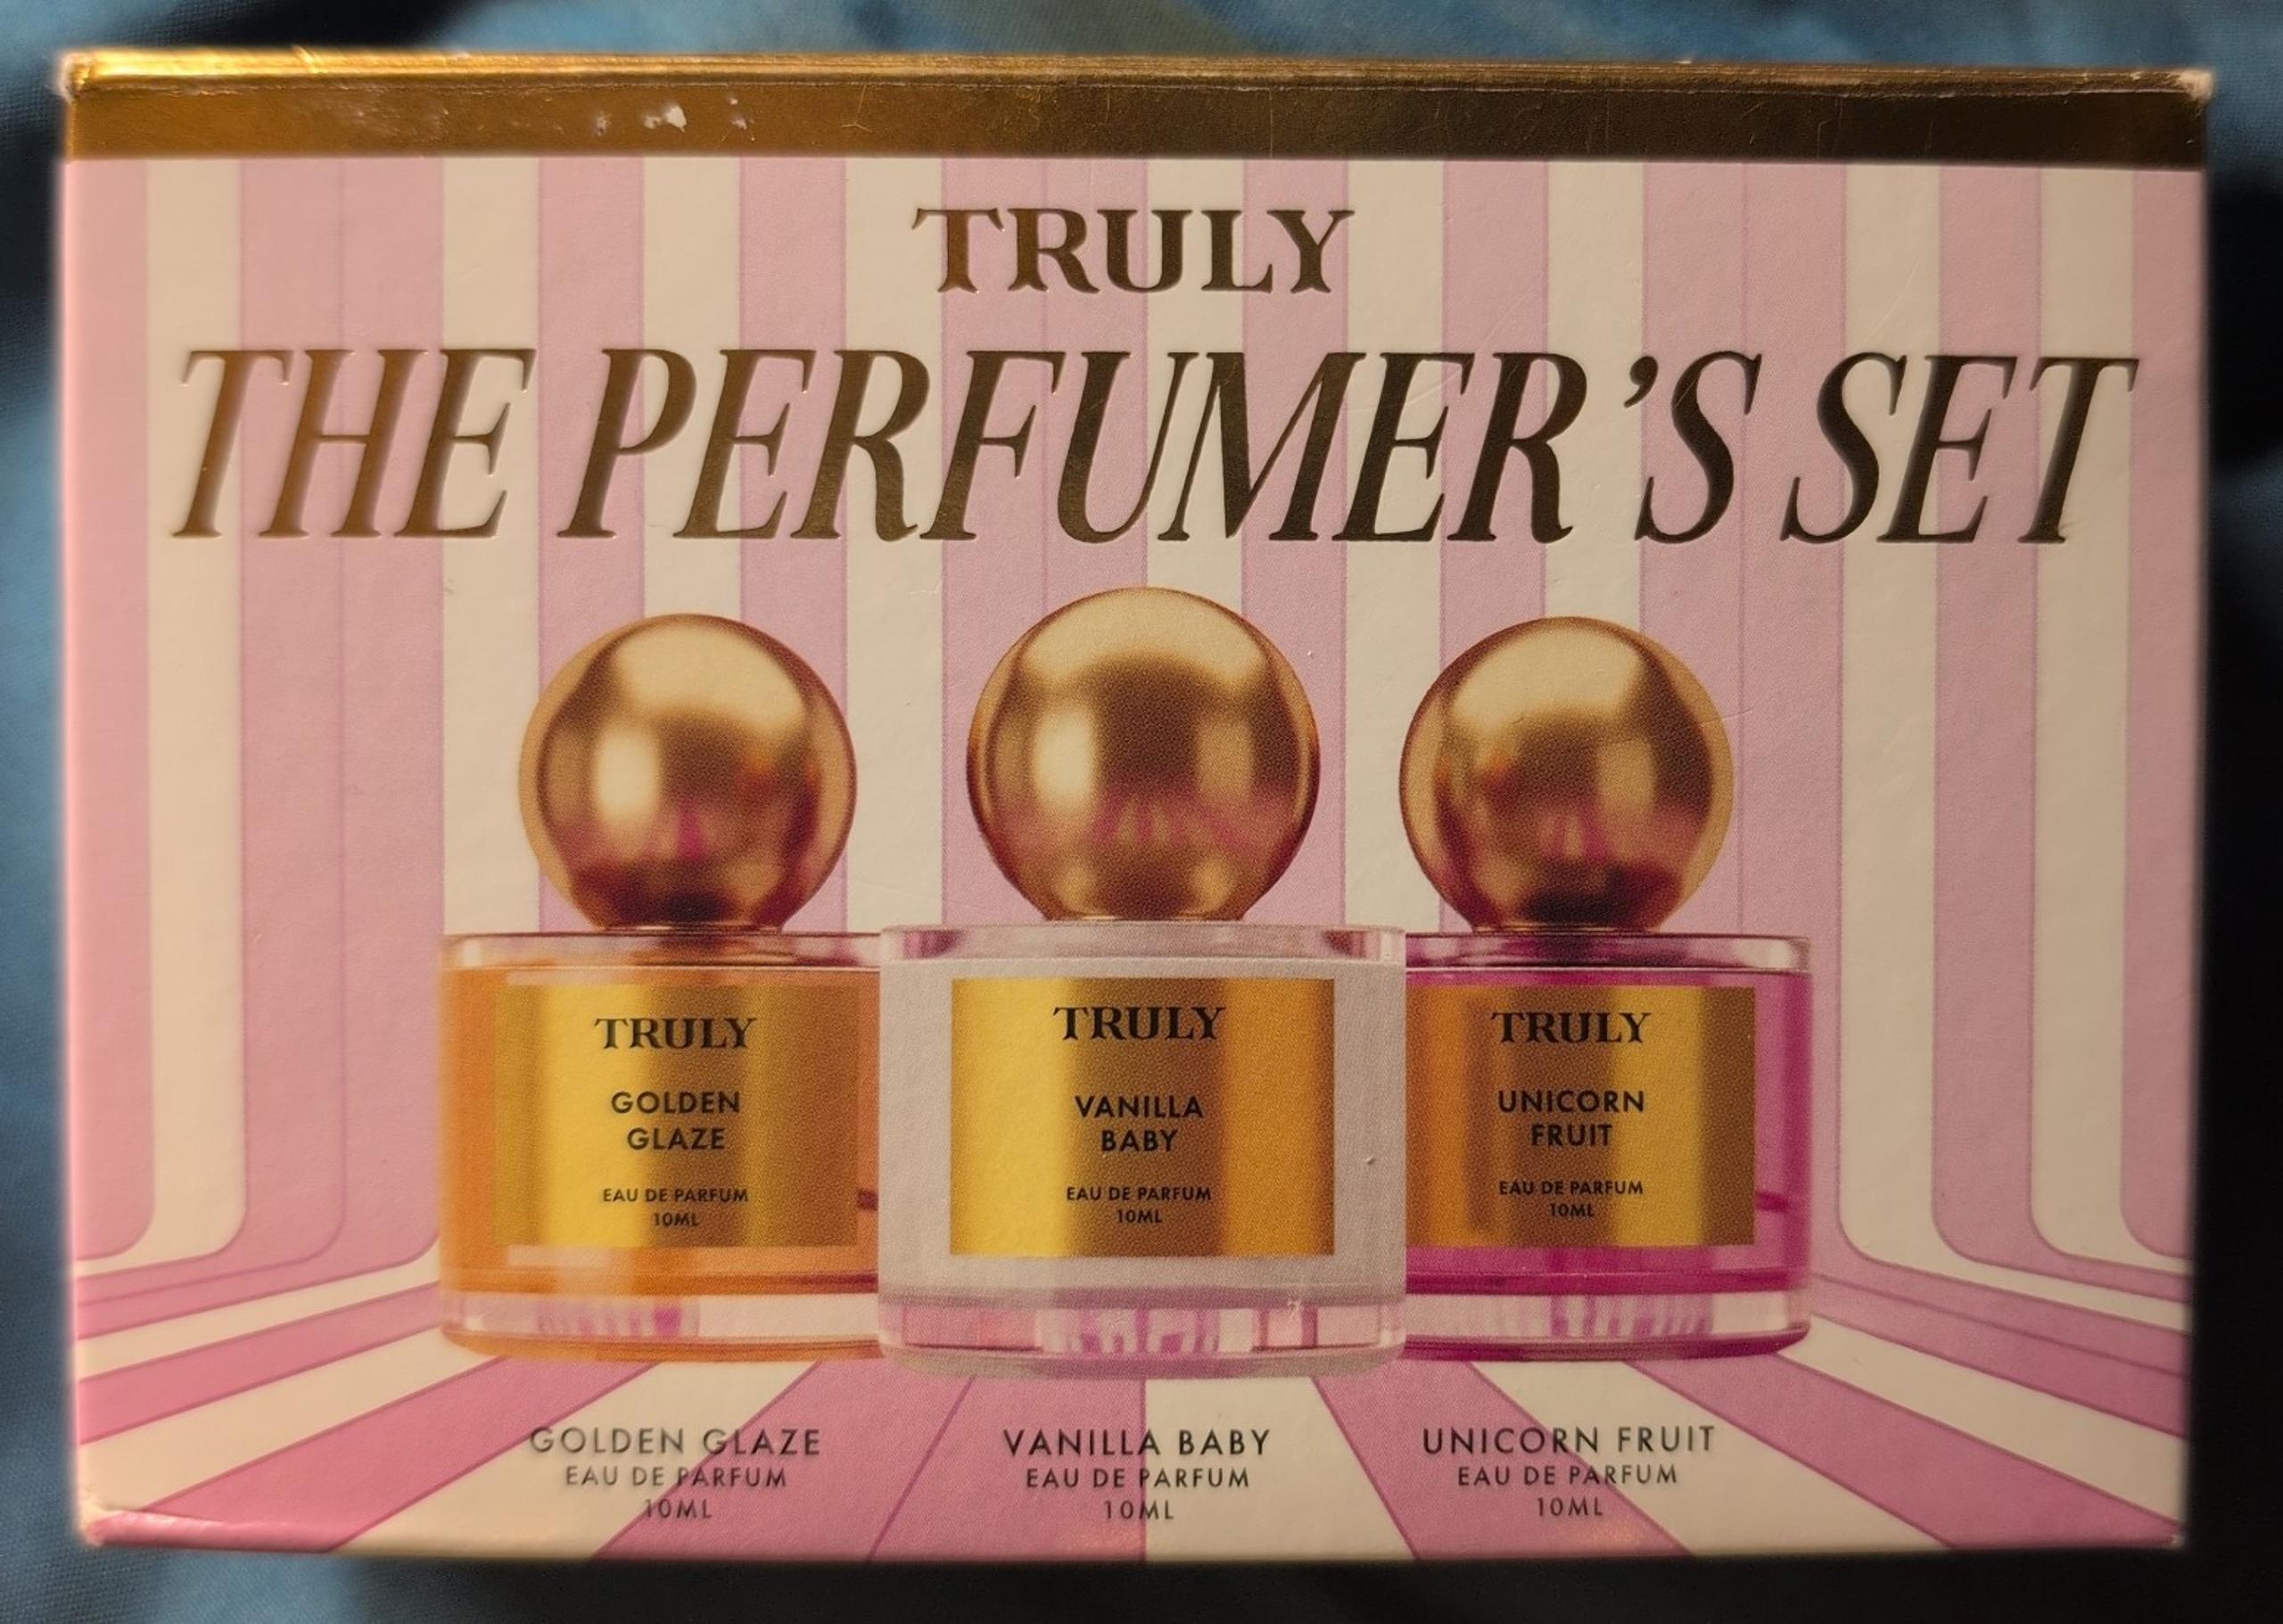 TRULY
THE PERFUMER'S SET
TRULY
GOLDEN
GLAZE
EAU DE PARFUM
10ML
TRULY
VANILLA
BABY
EAU DE PARFUM
10ML
TRULY
UNICORN
FRUIT
EAU DE PARFUM
10ML
GOLDEN GLAZE
EAU DE PARFUM
10ML
VANILLA BABY
EAU DE PARFUM
10ML
UNICORN FRUIT
EAU DE PARFUM
10ML